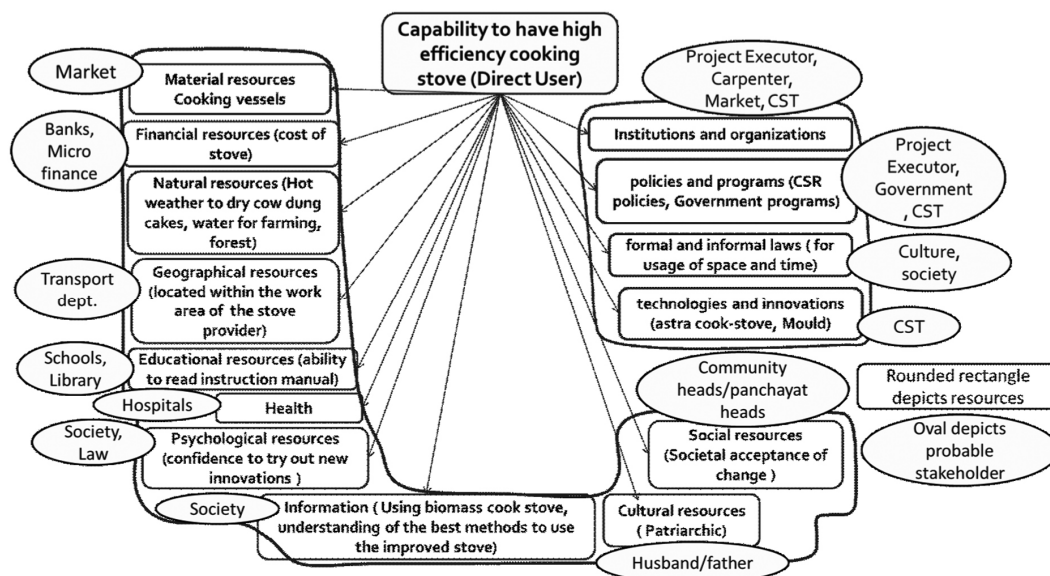 Capability to have high
efficiency cooking
stove (Direct User)
Market
Material resources
Cooking vessels
Banks,
Micro
finance
Financial resources (cost of
stove)
Natural resources (Hot
weather to dry cow dung
cakes, water for farming,
forest)
Transport
dept.
Geographical resources
(located within the work
area of the stove
provider)
Schools,
Library
Educational resources (ability
to read instruction manual)
Hospitals
Health
Society,
Law
Psychological resources
(confidence to try out new
innovations )
Society
Information ( Using biomass cook stove,
understanding of the best methods to use
the improved stove)
Project Executor,
Carpenter,
Market, CST
Institutions and organizations
policies and programs (CSR
policies, Government programs)
Project
Executor,
Government
, CST
formal and informal laws ( for
usage of space and time)
Culture,
society
technologies and innovations
(astra cook-stove, Mould)
CST
Community
heads/panchayat
heads
Social resources
(Societal acceptance of
change )
Cultural resources
( Patriarchic)
Husband/father
Rounded rectangle
depicts resources
Oval depicts
probable
stakeholder